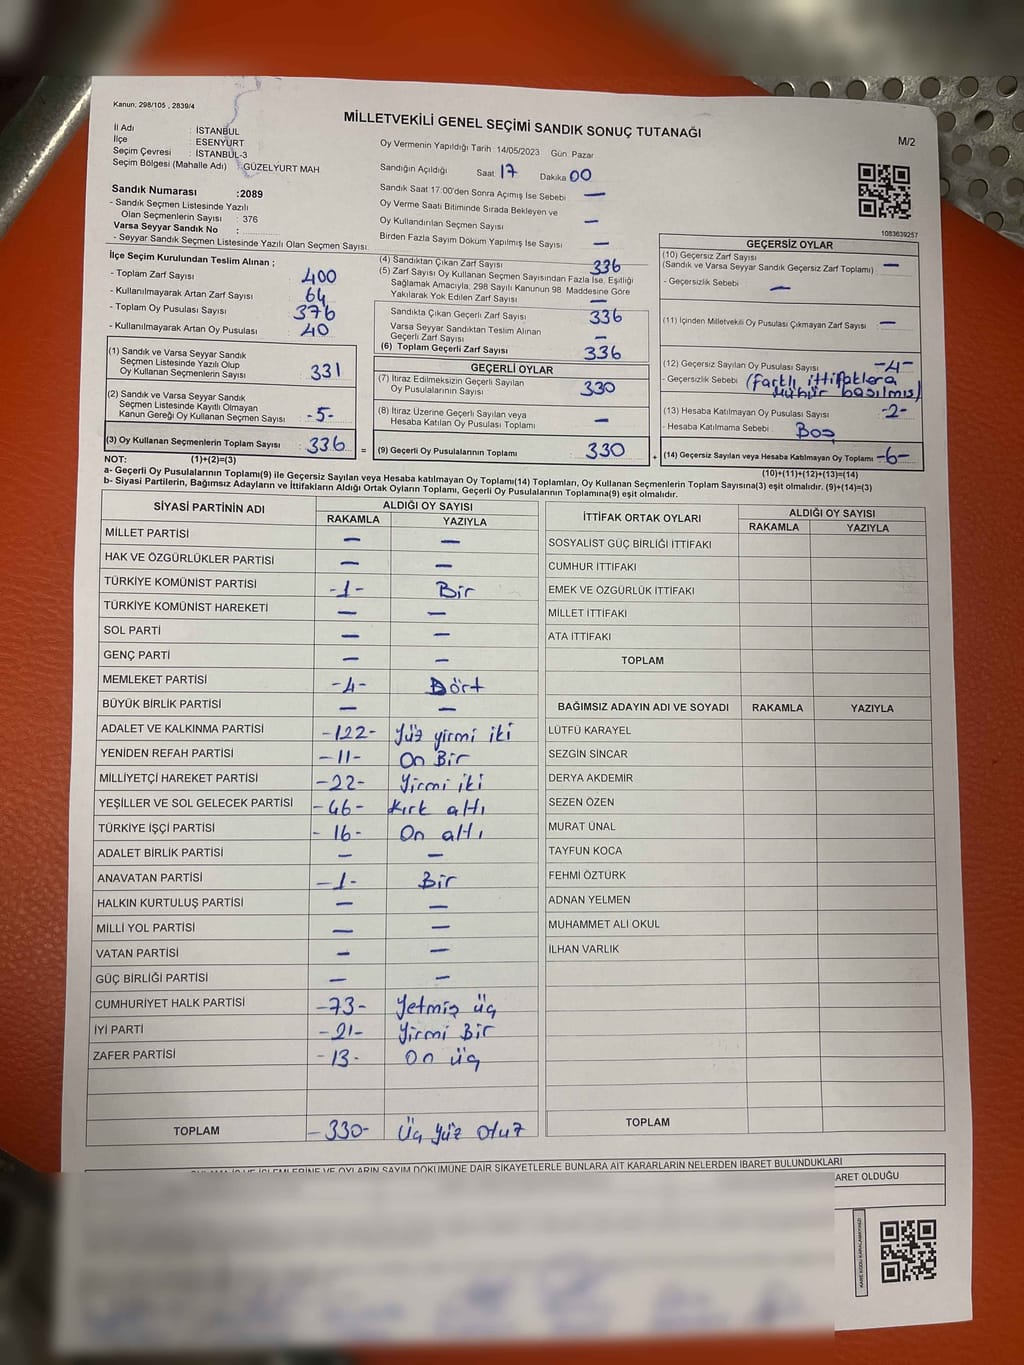 Kanun; 298/105 , 2839/4
MİLLETVEKİLİ GENEL SEÇİMİ SANDIK SONUÇ TUTANAĞI
M/2
İl Adı : İSTANBUL
İlçe : ESENYURT
Seçim Çevresi : İSTANBUL-3
Seçim Bölgesi (Mahalle Adı) : GÜZELYURT MAH
Sandık Numarası :2089
- Sandık Seçmen Listesinde Yazılı
Olan Seçmenlerin Sayısı : 376
Varsa Seyyar Sandık No :
- Seyyar Sandık Seçmen Listesinde Yazılı Olan Seçmen Sayısı
Oy Vermenin Yapıldığı Tarih :14/05/2023 Gün Pazar
Sandığın Açıldığı Saat 17 Dakika 00
Sandık Saat 17:00'den Sonra Açılmış İse Sebebi —
Oy Verme Saati Bitiminde Sırada Bekleyen ve
Oy Kullandırılan Seçmen Sayısı —
Birden Fazla Sayım Döküm Yapılmış İse Sayısı —
1083639257
İlçe Seçim Kurulundan Teslim Alınan ;
- Toplam Zarf Sayısı 400
- Kullanılmayarak Artan Zarf Sayısı 64
- Toplam Oy Pusulası Sayısı 376
- Kullanılmayarak Artan Oy Pusulası 40
(1) Sandık ve Varsa Seyyar Sandık
Seçmen Listesinde Yazılı Olup
Oy Kullanan Seçmenlerin Sayısı 331
(2) Sandık ve Varsa Seyyar Sandık
Seçmen Listesinde Kayıtlı Olmayan
Kanun Gereği Oy Kullanan Seçmen Sayısı -5-
(3) Oy Kullanan Seçmenlerin Toplam Sayısı 336
(4) Sandıktan Çıkan Zarf Sayısı 336
(5) Zarf Sayısı Oy Kullanan Seçmen Sayısından Fazla İse, Eşitliği
Sağlamak Amacıyla, 298 Sayılı Kanunun 98. Maddesine Göre
Yakılarak Yok Edilen Zarf Sayısı —
Sandıkta Çıkan Geçerli Zarf Sayısı 336
Varsa Seyyar Sandıktan Teslim Alınan
Geçerli Zarf Sayısı —
(6) Toplam Geçerli Zarf Sayısı 336
GEÇERLİ OYLAR
(7) İtiraz Edilmeksizin Geçerli Sayılan
Oy Pusulasının Sayısı 330
(8) İtiraz Üzerine Geçerli Sayılan veya
Hesaba Katılan Oy Pusulası Toplamı —
= (9) Geçerli Oy Pusulalarının Toplamı 330 +
GEÇERSİZ OYLAR
(10) Geçersiz Zarf Sayısı
(Sandık ve Varsa Seyyar Sandık Geçersiz Zarf Toplamı) —
- Geçersizlik Sebebi —
(11) İçinden Milletvekili Oy Pusulası Çıkmayan Zarf Sayısı —
(12) Geçersiz Sayılan Oy Pusulası Sayısı -4-
- Geçersizlik Sebebi (farklı ittifaklara
mühür basılmış)
(13) Hesaba Katılmayan Oy Pusulası Sayısı -2-
- Hesaba Katılmama Sebebi Boş
(14) Geçersiz Sayılan veya Hesaba Katılmayan Oy Toplamı -6-
NOT: (1)+(2)=(3)
(10)+(11)+(12)+(13)=(14)
a- Geçerli Oy Pusulalarının Toplamı(9) ile Geçersiz Sayılan veya Hesaba katılmayan Oy Toplamı(14) Toplamları, Oy Kullanan Seçmenlerin Toplam Sayısına(3) eşit olmalıdır. (9)+(14)=(3)
b- Siyasi Partilerin, Bağımsız Adayların ve İttifakların Aldığı Ortak Oyların Toplamı, Geçerli Oy Pusulalarının Toplamına(9) eşit olmalıdır.
SİYASİ PARTİNİN ADI ALDIĞI OY SAYISI
RAKAMLA YAZIYLA
MİLLET PARTİSİ — —
HAK VE ÖZGÜRLÜKLER PARTİSİ — —
TÜRKİYE KOMÜNİST PARTİSİ -1- Bir
TÜRKİYE KOMÜNİST HAREKETİ — —
SOL PARTİ — —
GENÇ PARTİ — —
MEMLEKET PARTİSİ -4- Dört
BÜYÜK BİRLİK PARTİSİ — —
ADALET VE KALKINMA PARTİSİ -122- Yüz yirmi iki
YENİDEN REFAH PARTİSİ -11- On Bir
MİLLİYETÇİ HAREKET PARTİSİ -22- Yirmi iki
YEŞİLLER VE SOL GELECEK PARTİSİ -46- Kırk altı
TÜRKİYE İŞÇİ PARTİSİ -16- On altı
ADALET BİRLİK PARTİSİ — —
ANAVATAN PARTİSİ -1- Bir
HALKIN KURTULUŞ PARTİSİ — —
MİLLİ YOL PARTİSİ — —
VATAN PARTİSİ — —
GÜÇ BİRLİĞİ PARTİSİ — —
CUMHURİYET HALK PARTİSİ -73- Yetmiş üç
İYİ PARTİ -21- Yirmi Bir
ZAFER PARTİSİ -13- On üç
TOPLAM -330- Üç yüz otuz
İTTİFAK ORTAK OYLARI ALDIĞI OY SAYISI
RAKAMLA YAZIYLA
SOSYALİST GÜÇ BİRLİĞİ İTTİFAKI
CUMHUR İTTİFAKI
EMEK VE ÖZGÜRLÜK İTTİFAKI
MİLLET İTTİFAKI
ATA İTTİFAKI
TOPLAM
BAĞIMSIZ ADAYIN ADI VE SOYADI RAKAMLA YAZIYLA
LÜTFÜ KARAYEL
SEZGİN SİNCAR
DERYA AKDEMİR
SEZEN ÖZEN
MURAT ÜNAL
TAYFUN KOCA
FEHMİ ÖZTÜRK
ADNAN YELMEN
MUHAMMET ALİ OKUL
İLHAN VARLIK
TOPLAM
İŞLEMLERİNE VE OYLARIN SAYIM DÖKÜMÜNE DAİR ŞİKAYETLERLE BUNLARA AİT KARARLARIN NELERDEN İBARET BULUNDUKLARI
ARET OLDUĞU
KARE KODU KARALAMAYINIZ!